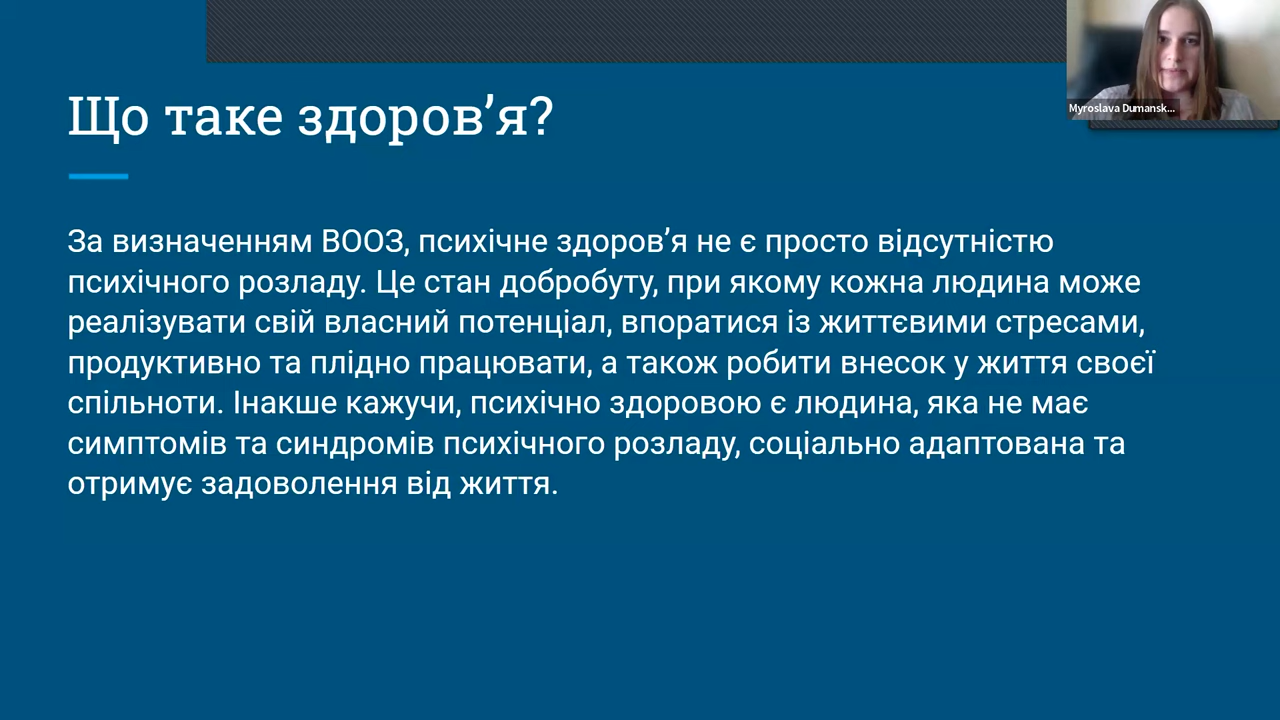 Що таке здоров’я?
Myroslava Dumansk...
За визначенням ВООЗ, психічне здоров’я не є просто відсутністю
психічного розладу. Це стан добробуту, при якому кожна людина може
реалізувати свій власний потенціал, впоратися із життєвими стресами,
продуктивно та плідно працювати, а також робити внесок у життя своєї
спільноти. Інакше кажучи, психічно здоровою є людина, яка не має
симптомів та синдромів психічного розладу, соціально адаптована та
отримує задоволення від життя.